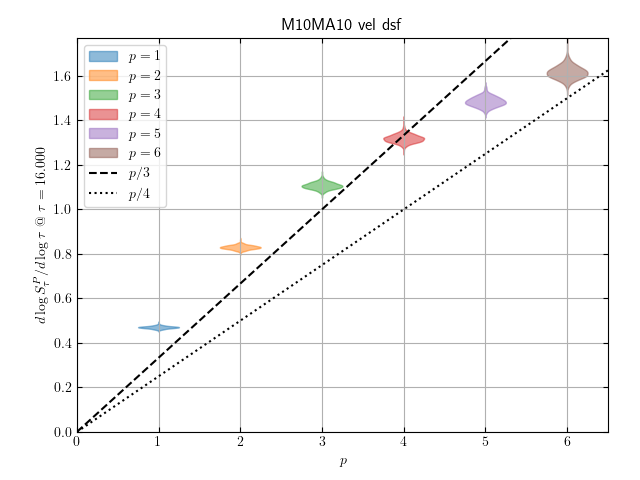 M10MA10 vel dsf
d log S_τ^P / d log τ @ τ = 16.000
1.6
1.4
1.2
1.0
0.8
0.6
0.4
0.2
0.0
p = 1
p = 2
p = 3
p = 4
p = 5
p = 6
p/3
p/4
0 1 2 3 4 5 6
p